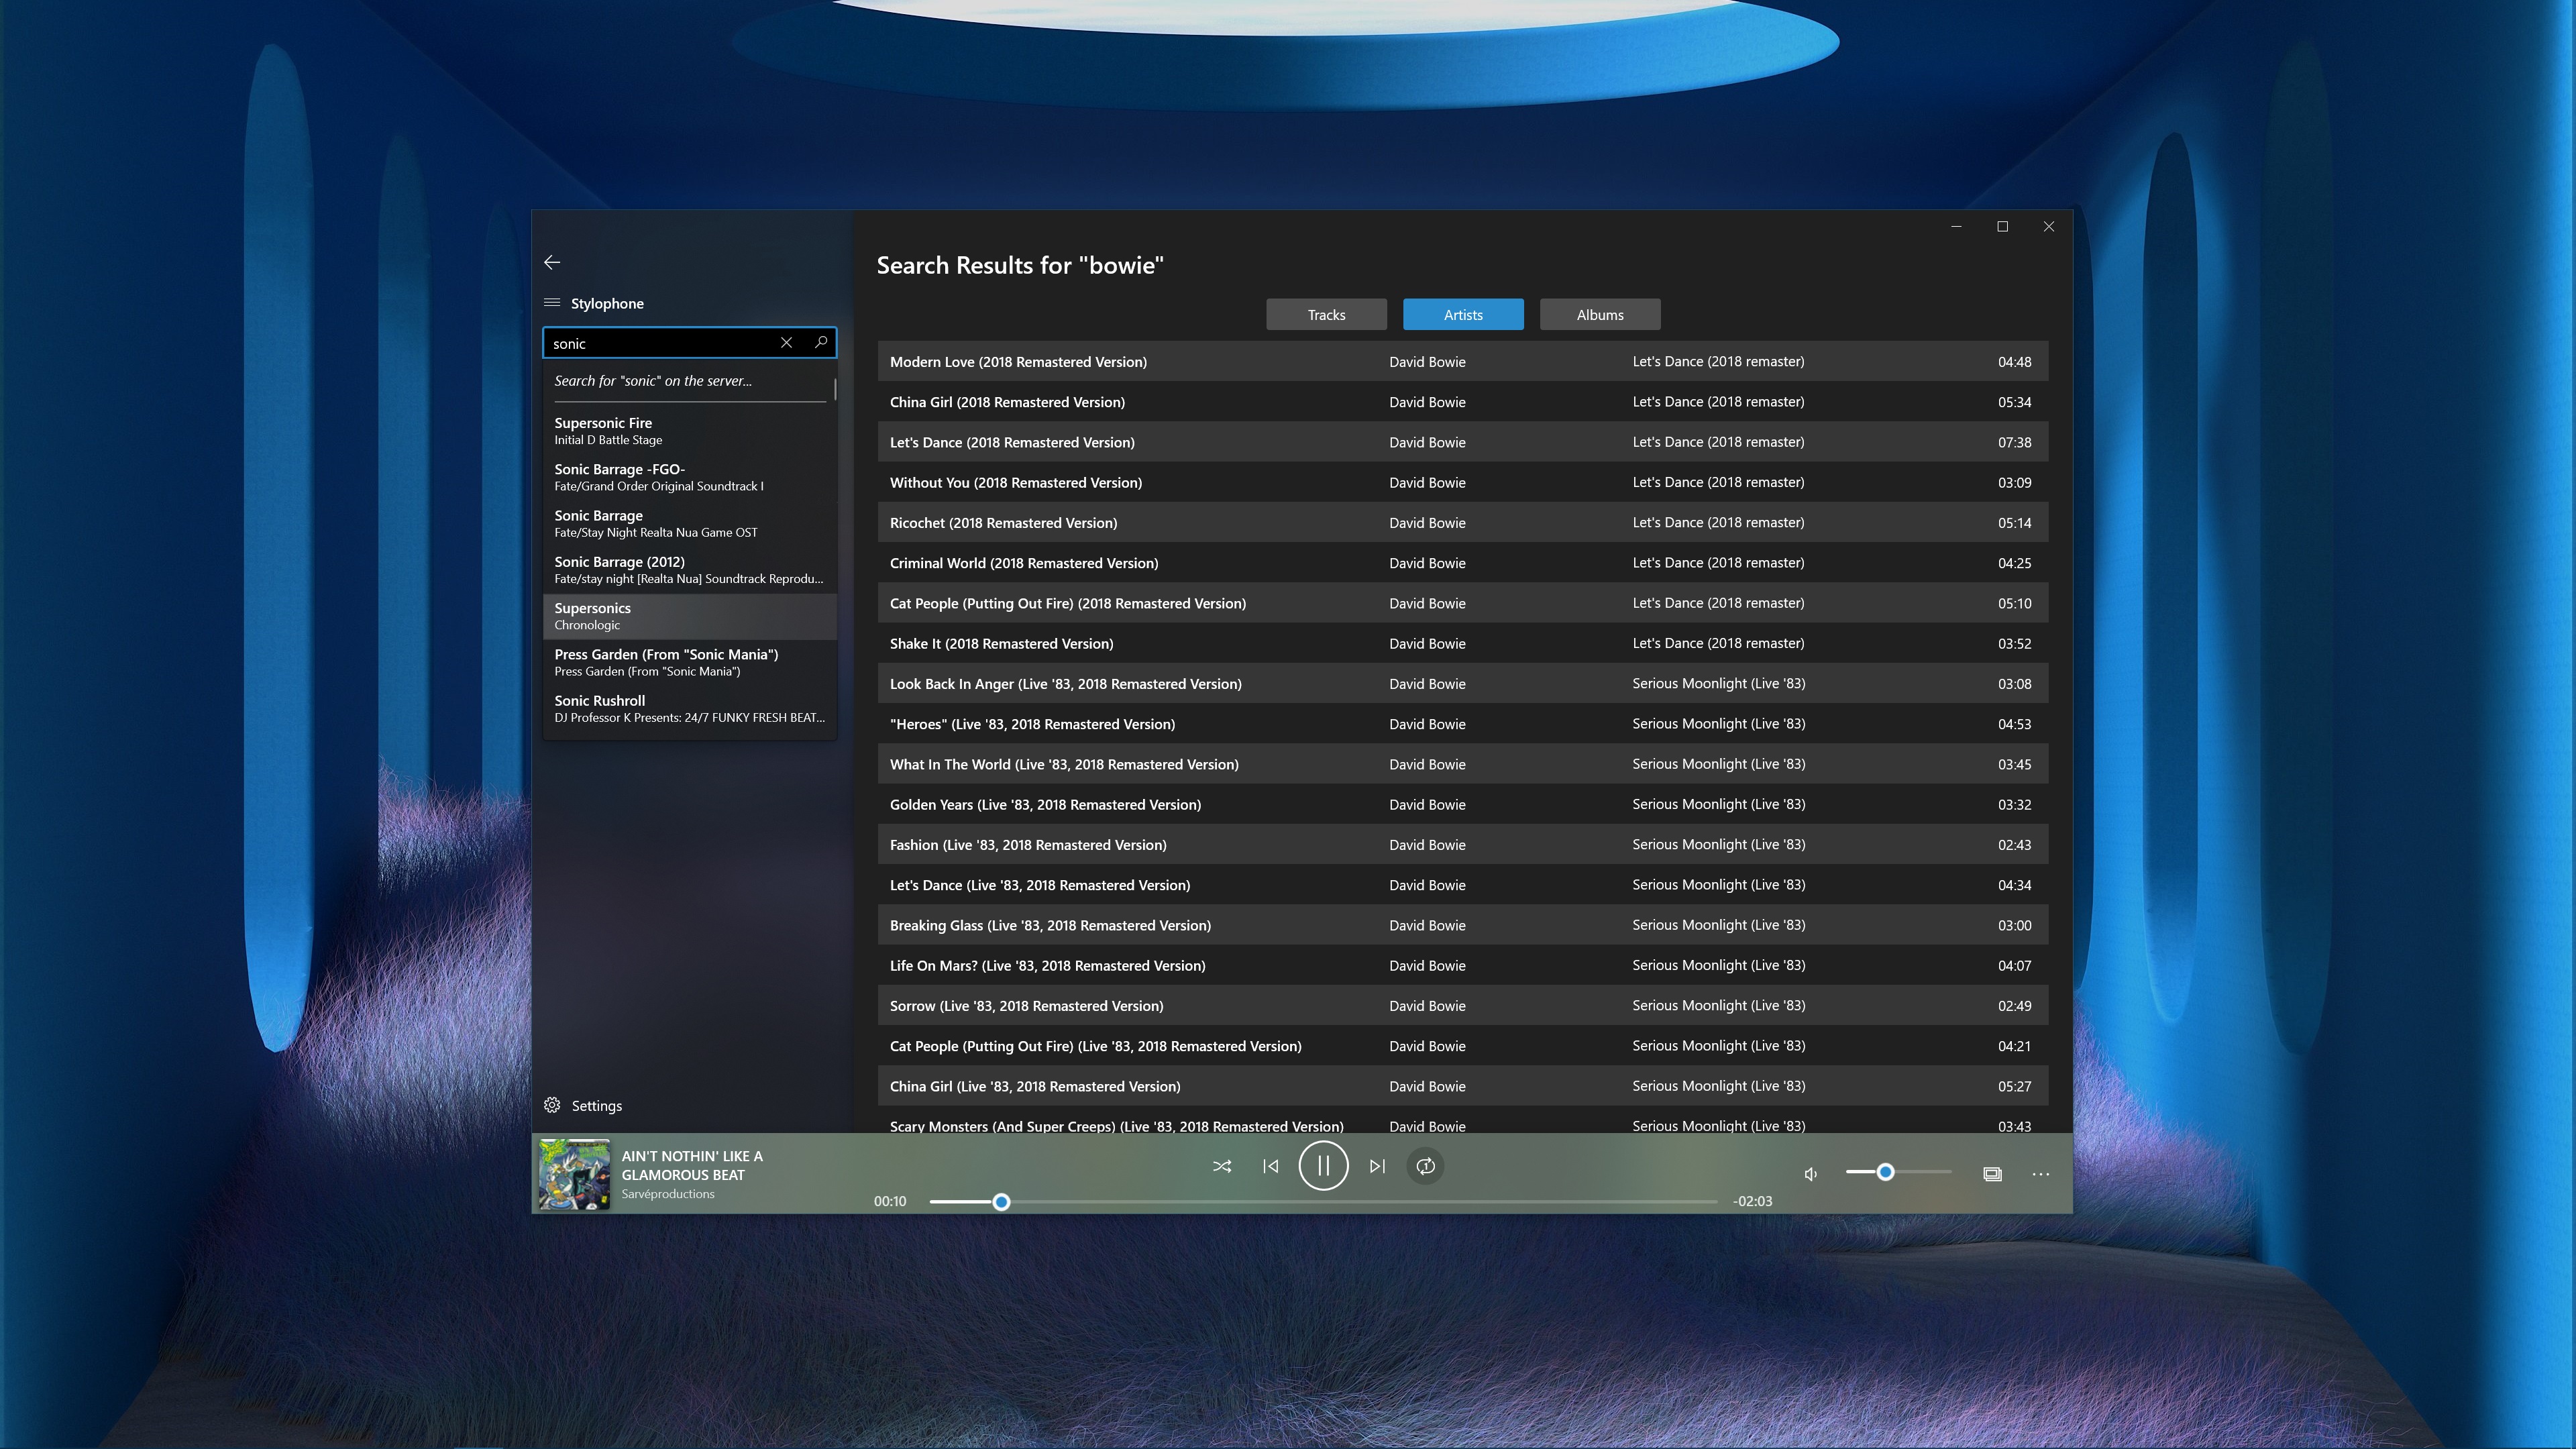 Stylophone
sonic
Search for "sonic" on the server...
Supersonic Fire
Initial D Battle Stage
Sonic Barrage -FGO-
Fate/Grand Order Original Soundtrack I
Sonic Barrage
Fate/Stay Night Realta Nua Game OST
Sonic Barrage (2012)
Fate/stay night [Realta Nua] Soundtrack Reprodu...
Supersonics
Chronologic
Press Garden (From "Sonic Mania")
Press Garden (From "Sonic Mania")
Sonic Rushroll
DJ Professor K Presents: 24/7 FUNKY FRESH BEAT...
Settings
Search Results for "bowie"
Tracks Artists Albums
Modern Love (2018 Remastered Version) David Bowie Let's Dance (2018 remaster) 04:48
China Girl (2018 Remastered Version) David Bowie Let's Dance (2018 remaster) 05:34
Let's Dance (2018 Remastered Version) David Bowie Let's Dance (2018 remaster) 07:38
Without You (2018 Remastered Version) David Bowie Let's Dance (2018 remaster) 03:09
Ricochet (2018 Remastered Version) David Bowie Let's Dance (2018 remaster) 05:14
Criminal World (2018 Remastered Version) David Bowie Let's Dance (2018 remaster) 04:25
Cat People (Putting Out Fire) (2018 Remastered Version) David Bowie Let's Dance (2018 remaster) 05:10
Shake It (2018 Remastered Version) David Bowie Let's Dance (2018 remaster) 03:52
Look Back In Anger (Live '83, 2018 Remastered Version) David Bowie Serious Moonlight (Live '83) 03:08
"Heroes" (Live '83, 2018 Remastered Version) David Bowie Serious Moonlight (Live '83) 04:53
What In The World (Live '83, 2018 Remastered Version) David Bowie Serious Moonlight (Live '83) 03:45
Golden Years (Live '83, 2018 Remastered Version) David Bowie Serious Moonlight (Live '83) 03:32
Fashion (Live '83, 2018 Remastered Version) David Bowie Serious Moonlight (Live '83) 02:43
Let's Dance (Live '83, 2018 Remastered Version) David Bowie Serious Moonlight (Live '83) 04:34
Breaking Glass (Live '83, 2018 Remastered Version) David Bowie Serious Moonlight (Live '83) 03:00
Life On Mars? (Live '83, 2018 Remastered Version) David Bowie Serious Moonlight (Live '83) 04:07
Sorrow (Live '83, 2018 Remastered Version) David Bowie Serious Moonlight (Live '83) 02:49
Cat People (Putting Out Fire) (Live '83, 2018 Remastered Version) David Bowie Serious Moonlight (Live '83) 04:21
China Girl (Live '83, 2018 Remastered Version) David Bowie Serious Moonlight (Live '83) 05:27
Scary Monsters (And Super Creeps) (Live '83, 2018 Remastered Version) David Bowie Serious Moonlight (Live '83) 03:43
AIN'T NOTHIN' LIKE A
GLAMOROUS BEAT
Sarvéproductions
00:10 -02:03